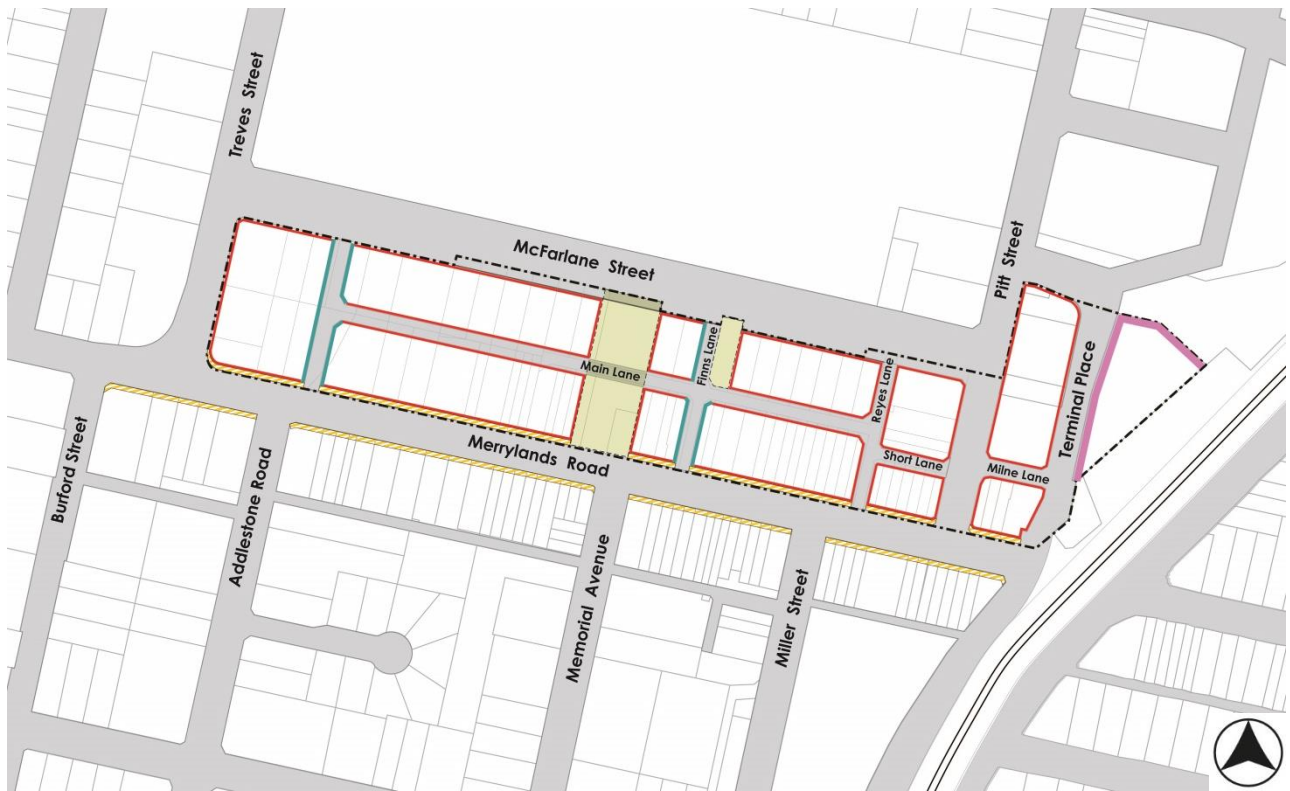 Treves Street
McFarlane Street
Pitt Street
Finns Lane
Main Lane
Reyes Lane
Terminal Place
Short Lane
Milne Lane
Merrylands Road
Burford Street
Addlestone Road
Memorial Avenue
Miller Street